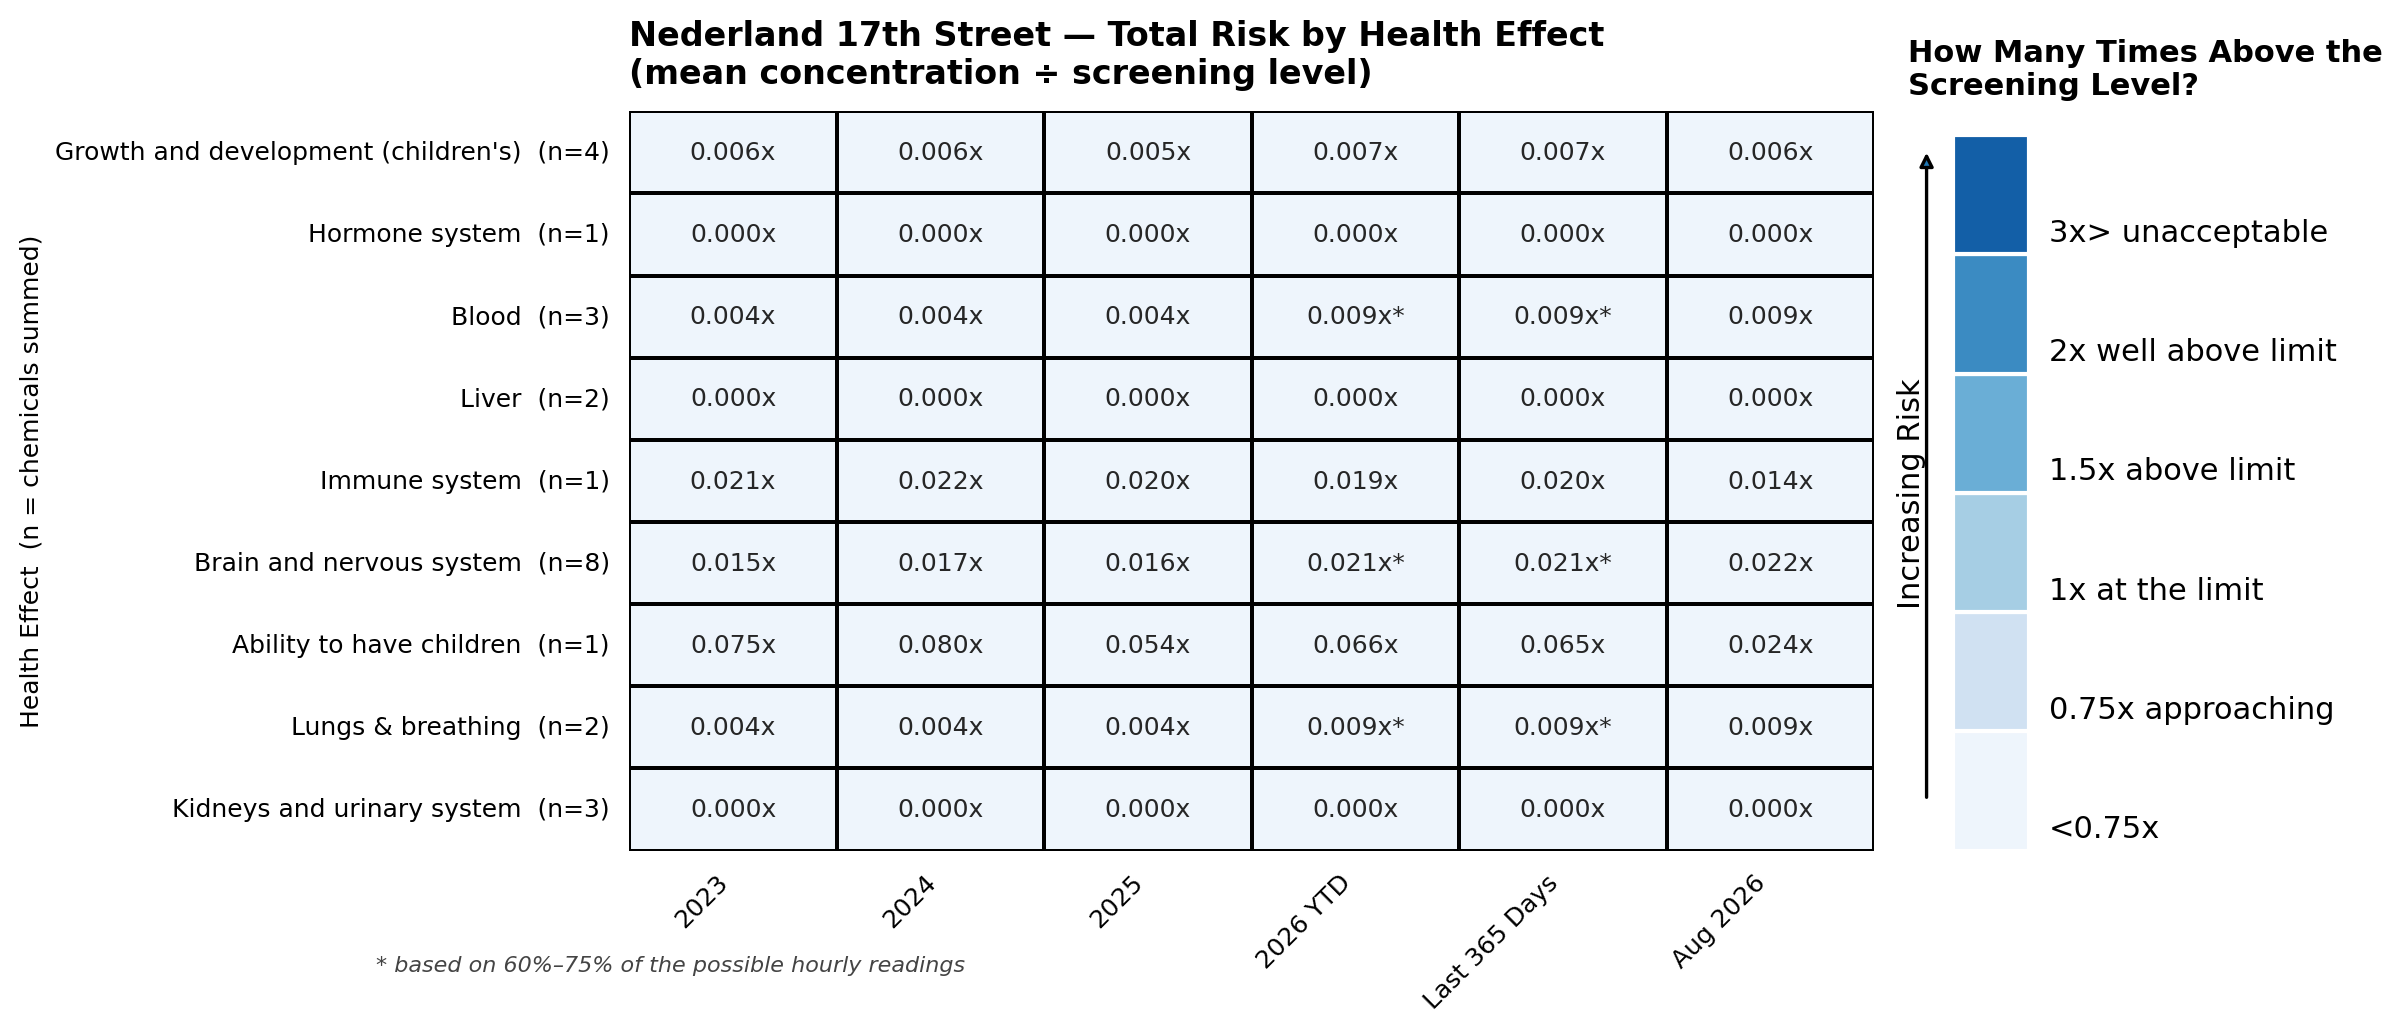 Nederland 17th Street — Total Risk by Health Effect
(mean concentration ÷ screening level)
How Many Times Above the
Screening Level?
Health Effect  (n = chemicals summed)
Growth and development (children's)  (n=4) 0.006x 0.006x 0.005x 0.007x 0.007x 0.006x
Hormone system  (n=1) 0.000x 0.000x 0.000x 0.000x 0.000x 0.000x
Blood  (n=3) 0.004x 0.004x 0.004x 0.009x* 0.009x* 0.009x
Liver  (n=2) 0.000x 0.000x 0.000x 0.000x 0.000x 0.000x
Immune system  (n=1) 0.021x 0.022x 0.020x 0.019x 0.020x 0.014x
Brain and nervous system  (n=8) 0.015x 0.017x 0.016x 0.021x* 0.021x* 0.022x
Ability to have children  (n=1) 0.075x 0.080x 0.054x 0.066x 0.065x 0.024x
Lungs & breathing  (n=2) 0.004x 0.004x 0.004x 0.009x* 0.009x* 0.009x
Kidneys and urinary system  (n=3) 0.000x 0.000x 0.000x 0.000x 0.000x 0.000x
2023 2024 2025 2026 YTD Last 365 Days Aug 2026
* based on 60%–75% of the possible hourly readings
Increasing Risk
3x> unacceptable
2x well above limit
1.5x above limit
1x at the limit
0.75x approaching
<0.75x